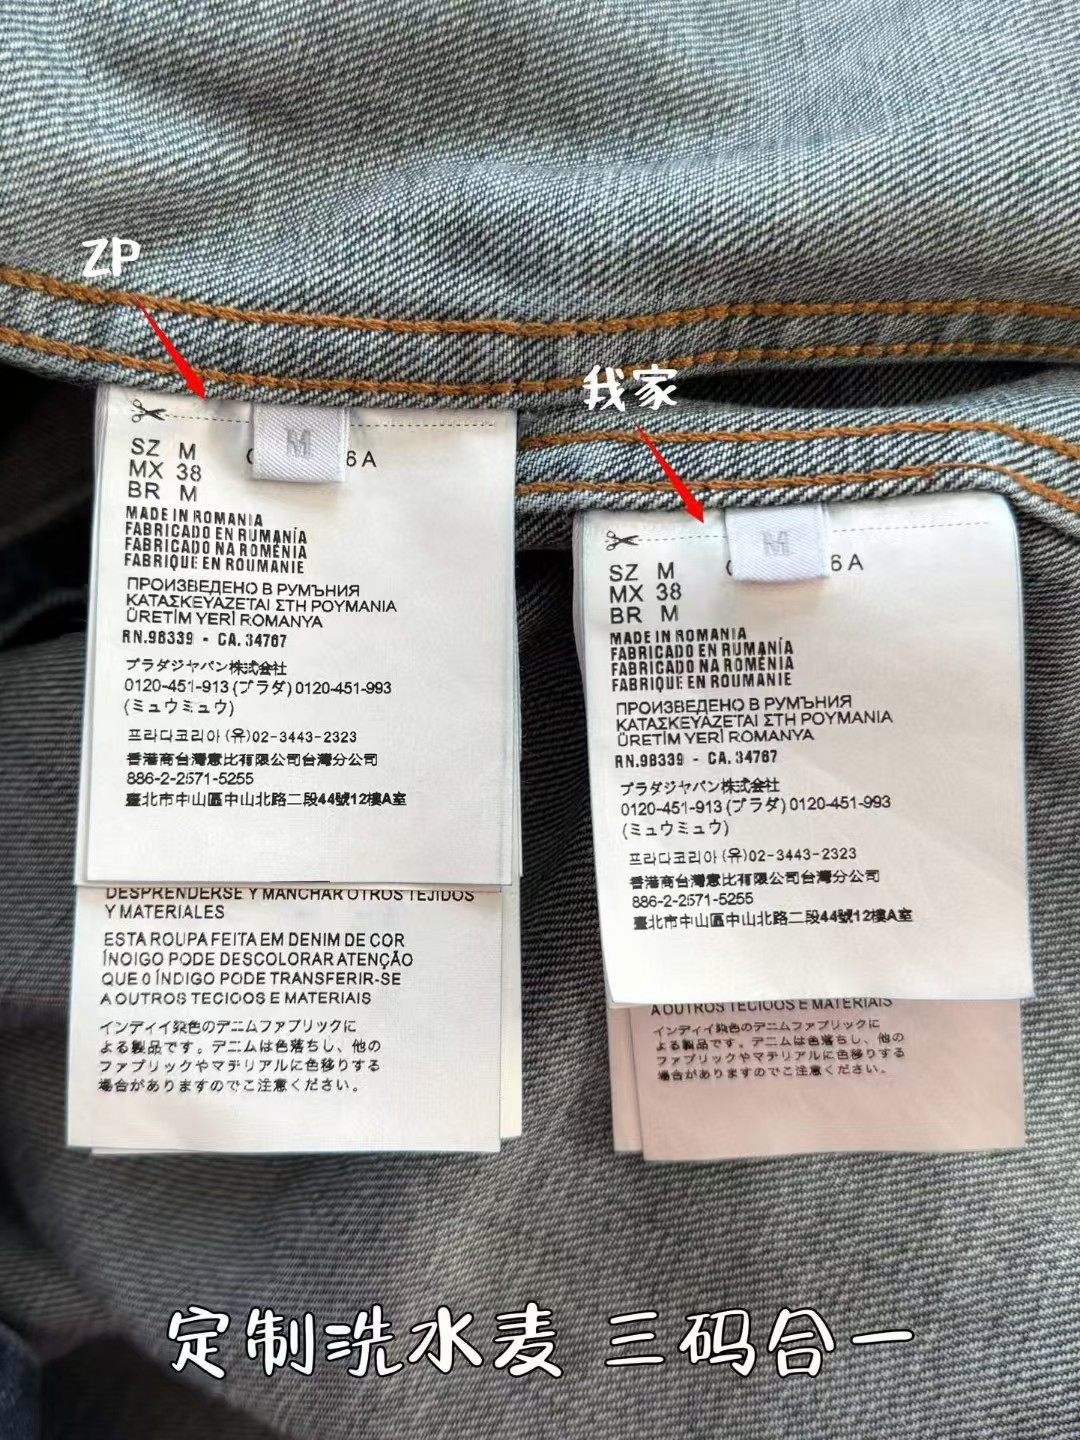 ZP
SZ M
MX 38
BR M
M
6A
MADE IN ROMANIA
FABRICADO EN RUMANÍA
FABRICADO NA ROMÉNIA
FABRIQUE EN ROUMANIE
ПРОИЗВЕДЕНО В РУМЪНИЯ
ΚΑΤΑΣΚΕΥΑΖΕΤΑΙ ΣΤΗ ΡΟΥΜΑΝΙΑ
ÜRETİM YERİ ROMANYA
RN.98339 - CA.34767
プラダジャパン株式会社
0120-451-913 (プラダ) 0120-451-993
(ミュウミュウ)
프라다코리아 (유)02-3443-2323
香港商台灣意比有限公司台灣分公司
886-2-2571-5255
臺北市中山區中山北路二段44號12樓A室
DESPRENDERSE Y MANCHAR OTROS TEJIDOS
Y MATERIALES
ESTA ROUPA FEITA EM DENIM DE COR
ÍNOIGO PODE DESCOLORAR ATENÇÃO
QUE O ÍNDIGO PODE TRANSFERIR-SE
A OUTROS TECIOOS E MATERIAIS
インディイ染色のデニムファブリックに
よる製品です。デニムは色落ちし、他の
ファブリックやマテリアルに色移りする
場合がありますのでご注意ください。
我家
SZ M
MX 38
BR M
M
6A
MADE IN ROMANIA
FABRICADO EN RUMANÍA
FABRICADO NA ROMÉNIA
FABRIQUE EN ROUMANIE
ПРОИЗВЕДЕНО В РУМЪНИЯ
ΚΑΤΑΣΚΕΥΑΖΕΤΑΙ ΣΤΗ ΡΟΥΜΑΝΙΑ
ÜRETİM YERİ ROMANYA
RN.98339 - CA.34767
プラダジャパン株式会社
0120-451-913 (プラダ) 0120-451-993
(ミュウミュウ)
프라다코리아 (유)02-3443-2323
香港商台灣意比有限公司台灣分公司
886-2-2571-5255
臺北市中山區中山北路二段44號12樓A室
A OUTROS TECIOOS E MATERIAIS
インディイ染色のデニムファブリックに
よる製品です。デニムは色落ちし、他の
ファブリックやマテリアルに色移りする
場合がありますのでご注意ください。
定制洗水麦 三码合一